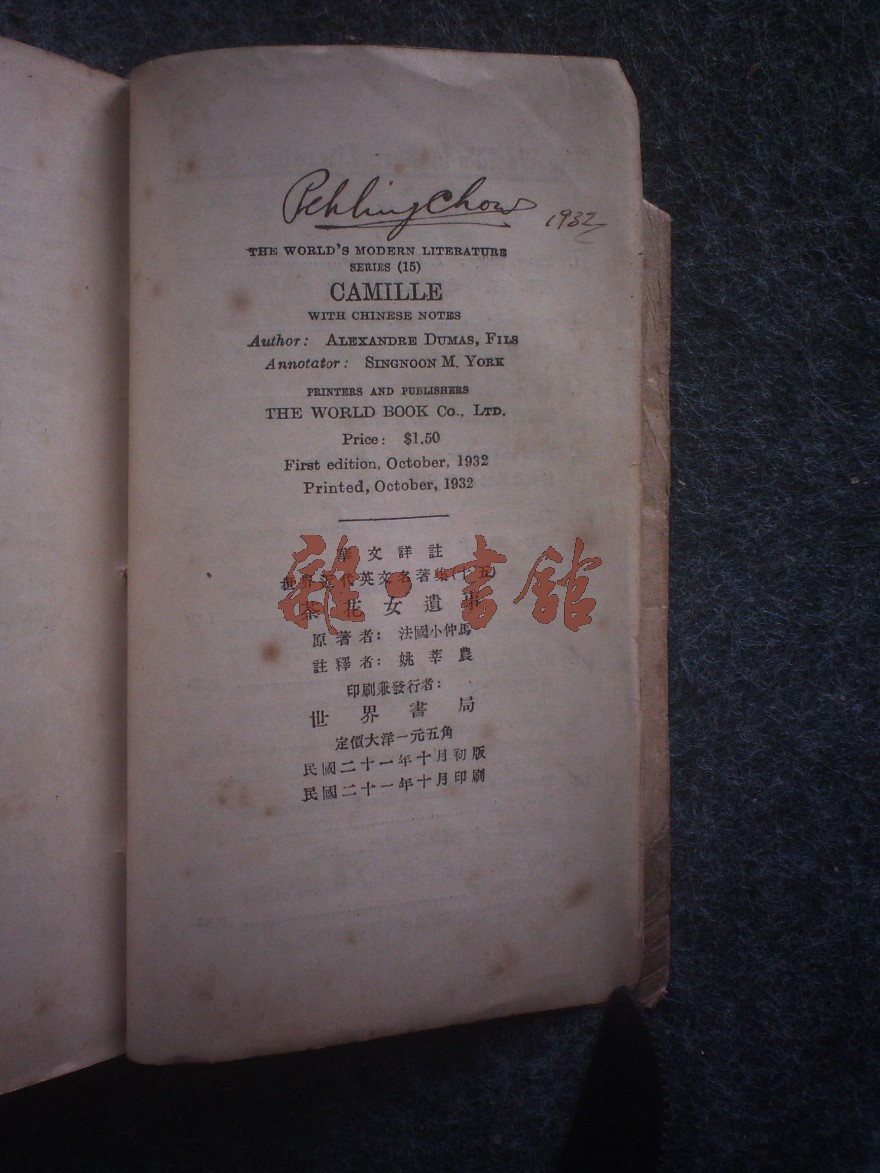 Pehling Chow 1932
THE WORLD'S MODERN LITERATURE
SERIES (15)
CAMILLE
WITH CHINESE NOTES
Author: ALEXANDRE DUMAS, FILS
Annotator: SINGNOON M. YORK
PRINTERS AND PUBLISHERS
THE WORLD BOOK Co., LTD.
Price: $1.50
First edition, October, 1932
Printed, October, 1932
華文詳註
世界近代英文名著集(十五)
茶花女遺事
雜·書館
原著者: 法國小仲馬
註釋者: 姚莘農
印刷兼發行者:
世界書局
定價大洋一元五角
民國二十一年十月初版
民國二十一年十月印刷